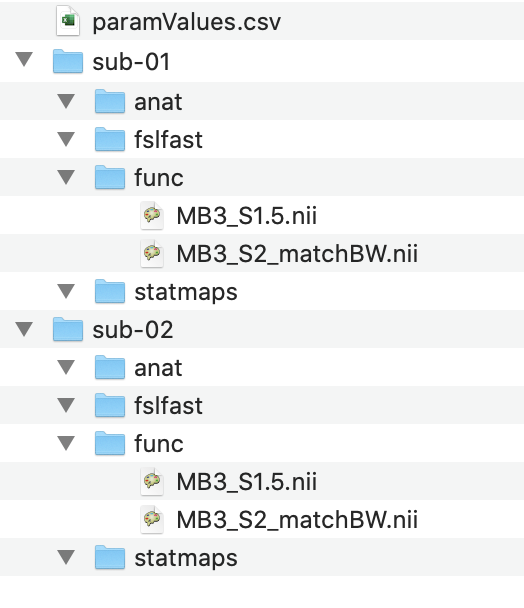 paramValues.csv
sub-01
anat
fslfast
func
MB3_S1.5.nii
MB3_S2_matchBW.nii
statmaps
sub-02
anat
fslfast
func
MB3_S1.5.nii
MB3_S2_matchBW.nii
statmaps